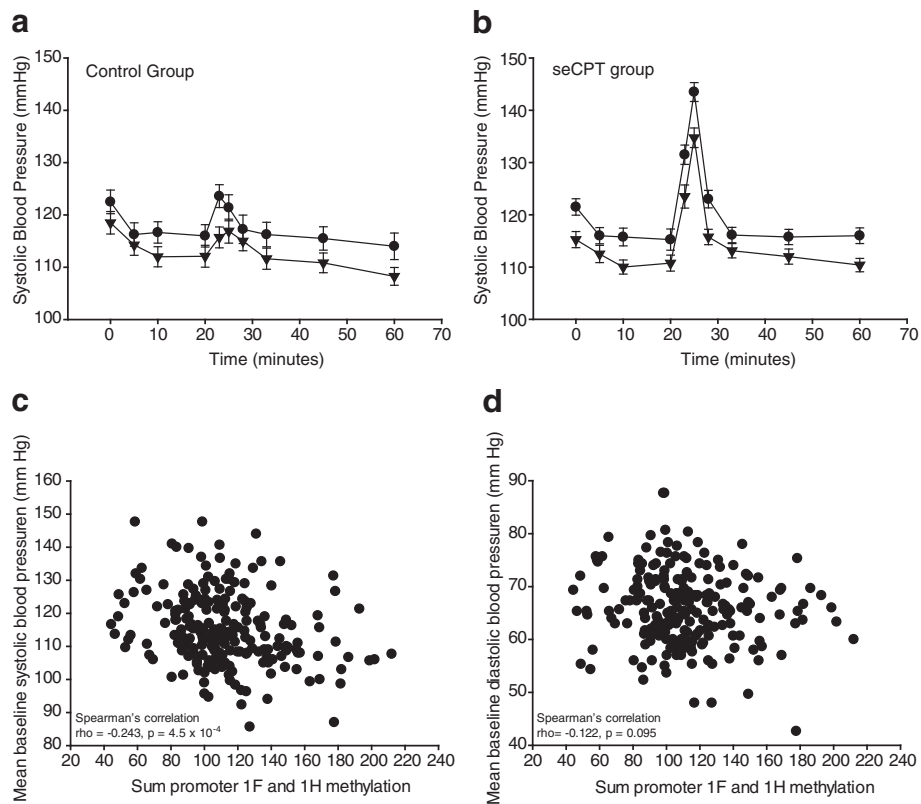 a
150
Control Group
140
130
120
110
100
0 10 20 30 40 50 60 70
Time (minutes)
Systolic Blood Pressure (mmHg)
b
150
seCPT group
140
130
120
110
100
0 10 20 30 40 50 60 70
Time (minutes)
Systolic Blood Pressure (mmHg)
c
160
150
140
130
120
110
100
90
80
Spearman's correlation
rho = -0.243, p = 4.5 x 10⁻⁴
20 40 60 80 100 120 140 160 180 200 220 240
Sum promoter 1F and 1H methylation
Mean baseline systolic blood pressuren (mm Hg)
d
90
80
70
60
50
40
Spearman's correlation
rho= -0.122, p = 0.095
20 40 60 80 100 120 140 160 180 200 220 240
Sum promoter 1F and 1H methylation
Mean baseline diastolic blood pressuren (mm Hg)